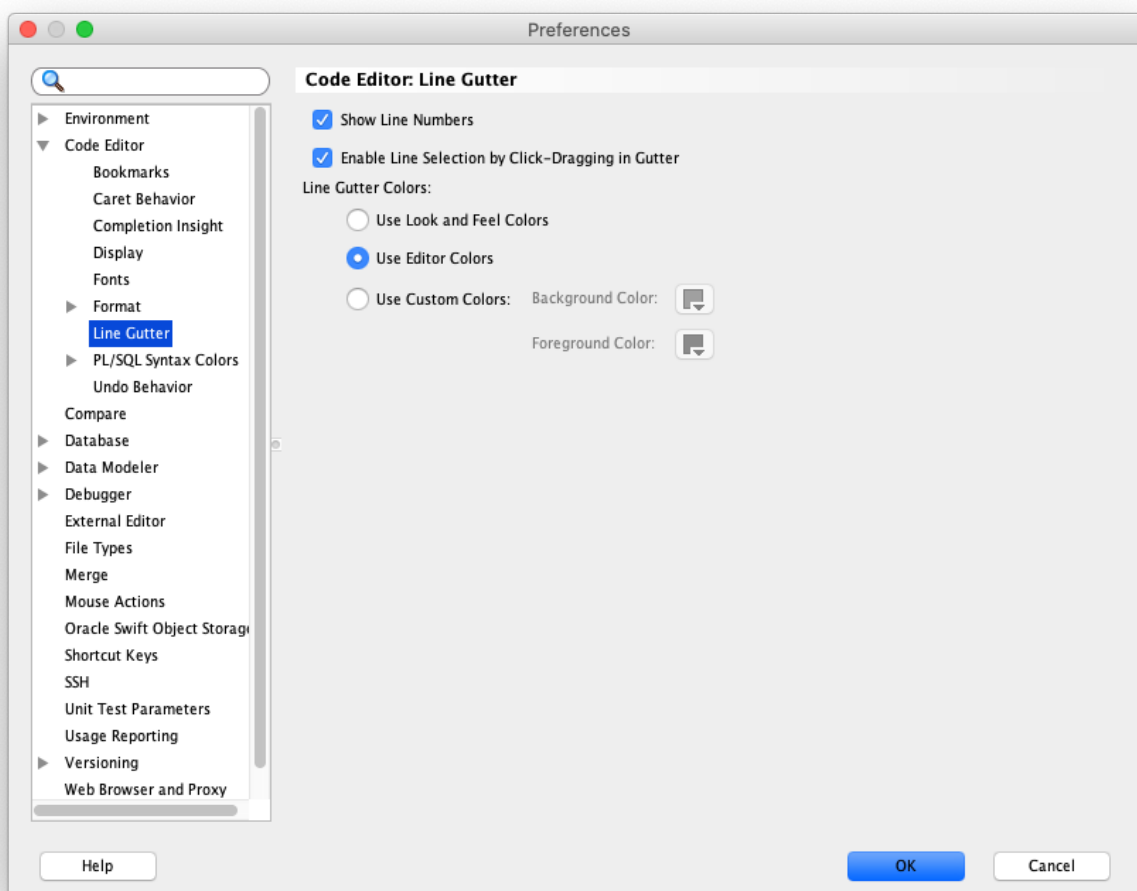 Preferences
Environment
Code Editor
Bookmarks
Caret Behavior
Completion Insight
Display
Fonts
Format
Line Gutter
PL/SQL Syntax Colors
Undo Behavior
Compare
Database
Data Modeler
Debugger
External Editor
File Types
Merge
Mouse Actions
Oracle Swift Object Storage
Shortcut Keys
SSH
Unit Test Parameters
Usage Reporting
Versioning
Web Browser and Proxy
Code Editor: Line Gutter
Show Line Numbers
Enable Line Selection by Click-Dragging in Gutter
Line Gutter Colors:
Use Look and Feel Colors
Use Editor Colors
Use Custom Colors: Background Color:
Foreground Color:
Help OK Cancel